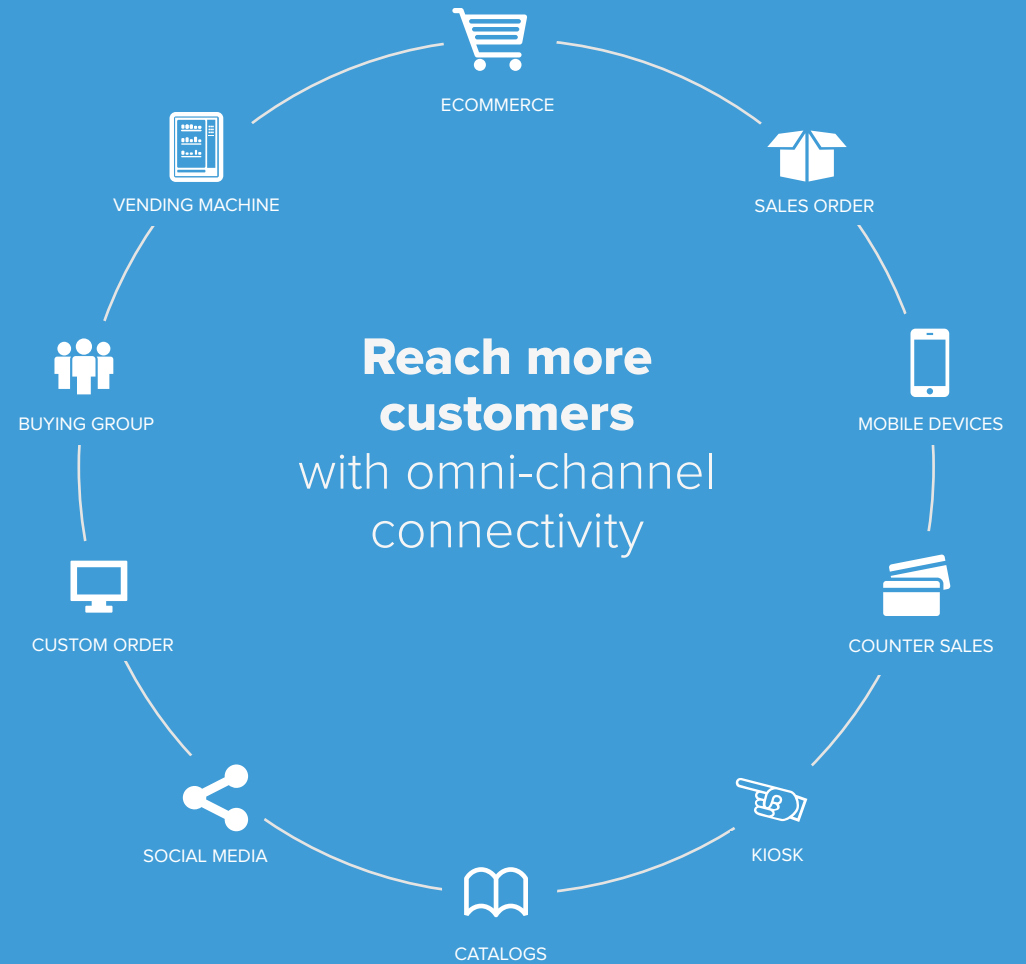 ECOMMERCE
VENDING MACHINE
SALES ORDER
Reach more
customers
with omni-channel
connectivity
BUYING GROUP
MOBILE DEVICES
CUSTOM ORDER
COUNTER SALES
SOCIAL MEDIA
KIOSK
CATALOGS